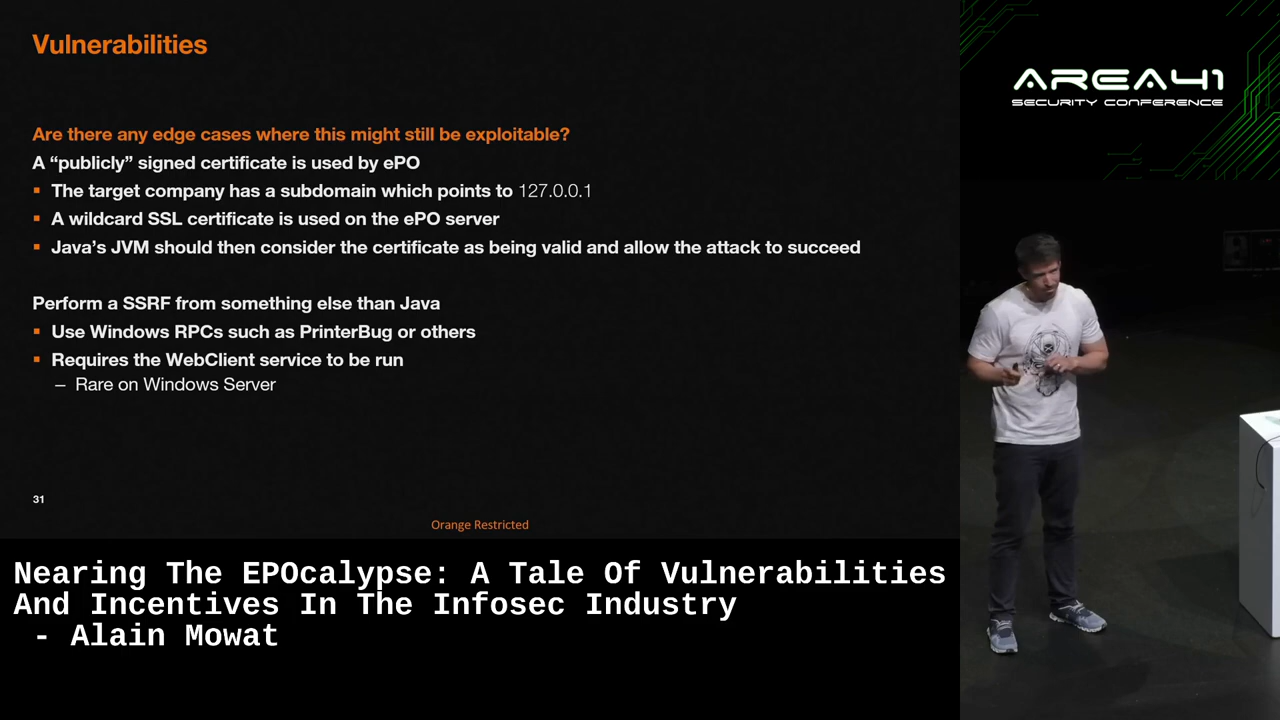 Vulnerabilities
Are there any edge cases where this might still be exploitable?
A “publicly” signed certificate is used by ePO
▪ The target company has a subdomain which points to 127.0.0.1
▪ A wildcard SSL certificate is used on the ePO server
▪ Java’s JVM should then consider the certificate as being valid and allow the attack to succeed
Perform a SSRF from something else than Java
▪ Use Windows RPCs such as PrinterBug or others
▪ Requires the WebClient service to be run
– Rare on Windows Server
31
Orange Restricted
AREA41
SECURITY CONFERENCE
Nearing The EPOcalypse: A Tale Of Vulnerabilities
And Incentives In The Infosec Industry
- Alain Mowat